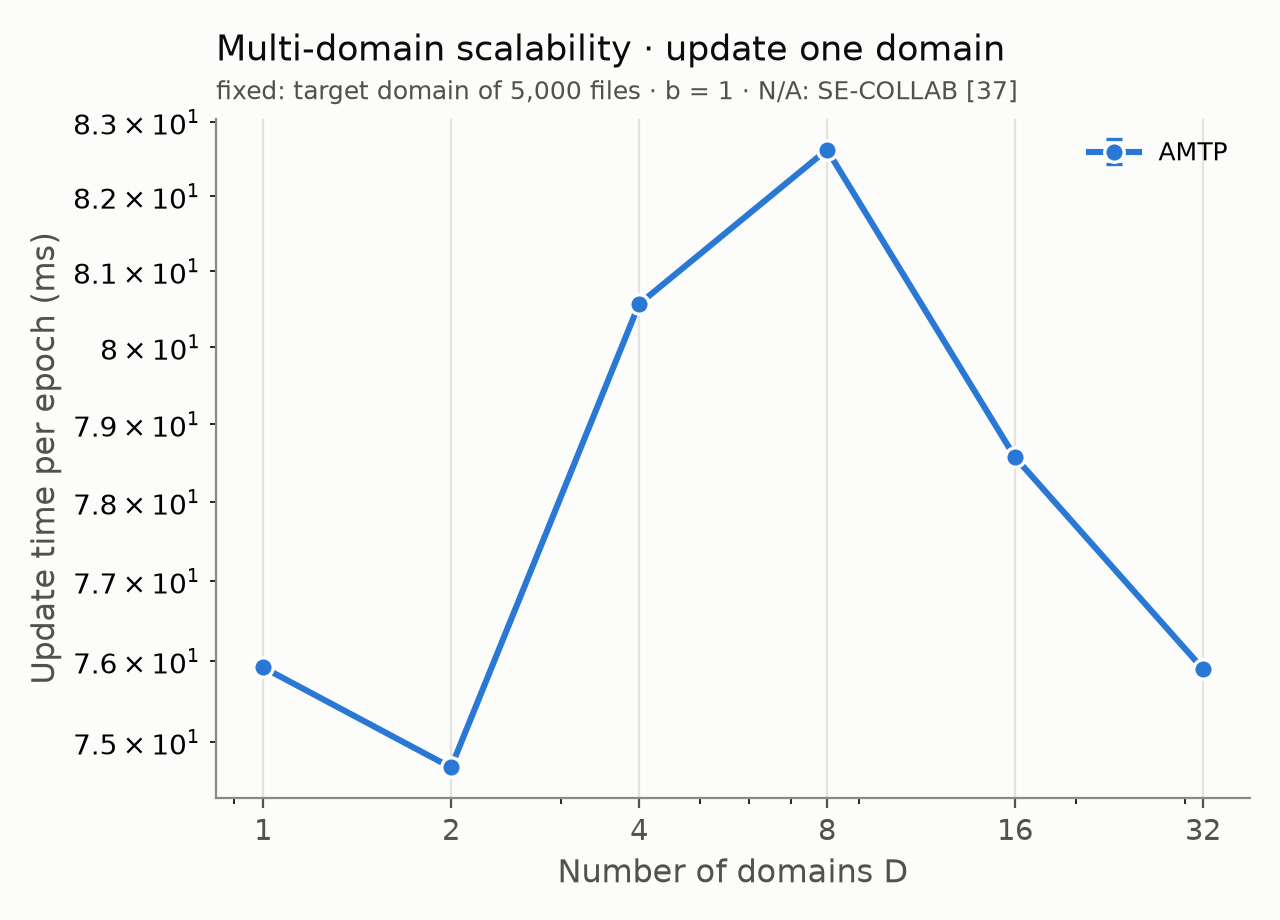 Multi-domain scalability · update one domain
fixed: target domain of 5,000 files · b = 1 · N/A: SE-COLLAB [37]
8.3 × 10¹
8.2 × 10¹
8.1 × 10¹
8 × 10¹
7.9 × 10¹
7.8 × 10¹
7.7 × 10¹
7.6 × 10¹
7.5 × 10¹
Update time per epoch (ms)
AMTP
1 2 4 8 16 32
Number of domains D